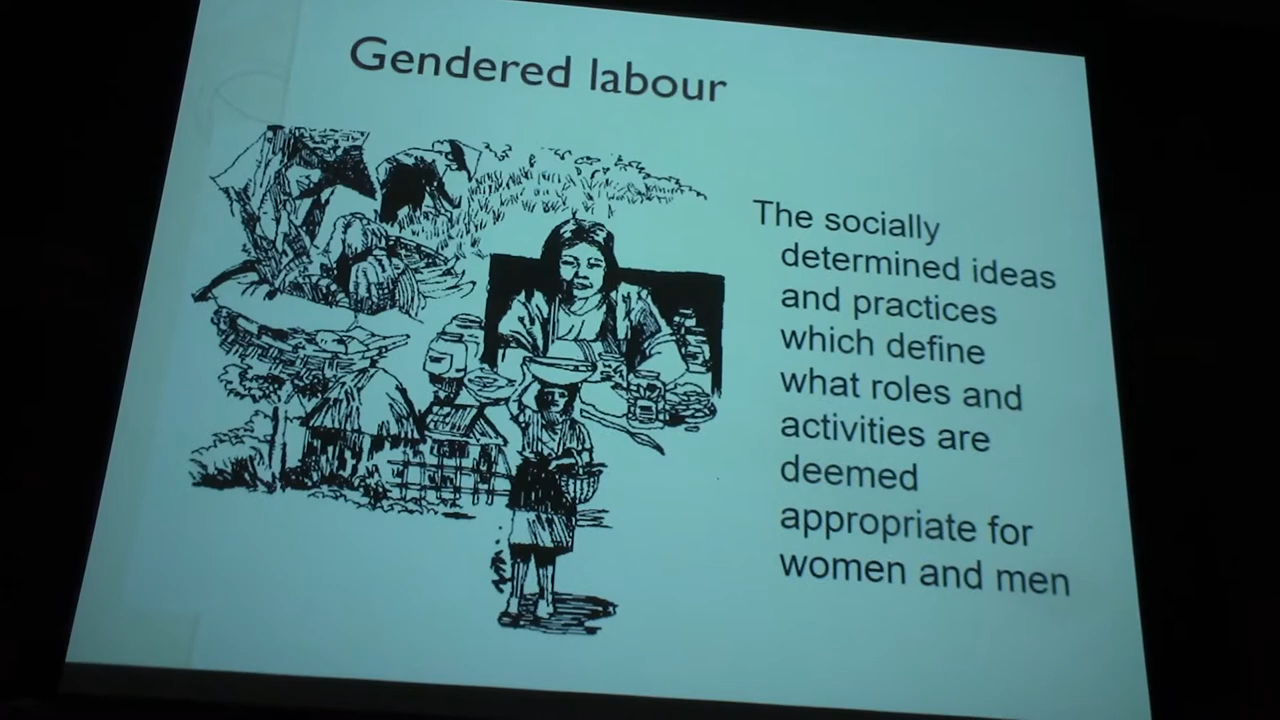 Gendered labour
The socially
determined ideas
and practices
which define
what roles and
activities are
deemed
appropriate for
women and men